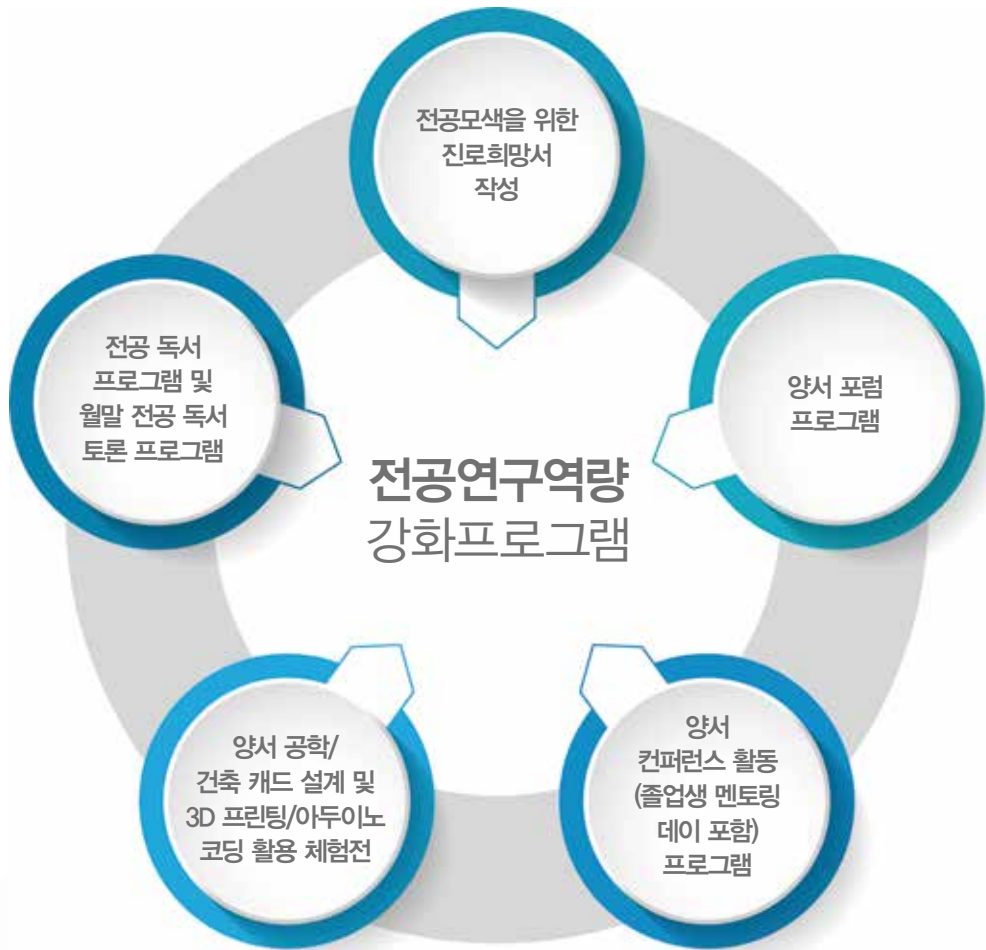 전공모색을 위한
진로희망서
작성
전공 독서
프로그램 및
월말 전공 독서
토론 프로그램
양서 포럼
프로그램
전공연구역량
강화프로그램
양서 공학/
건축 캐드 설계 및
3D 프린팅/아두이노
코딩 활용 체험전
양서
컨퍼런스 활동
(졸업생 멘토링
데이 포함)
프로그램